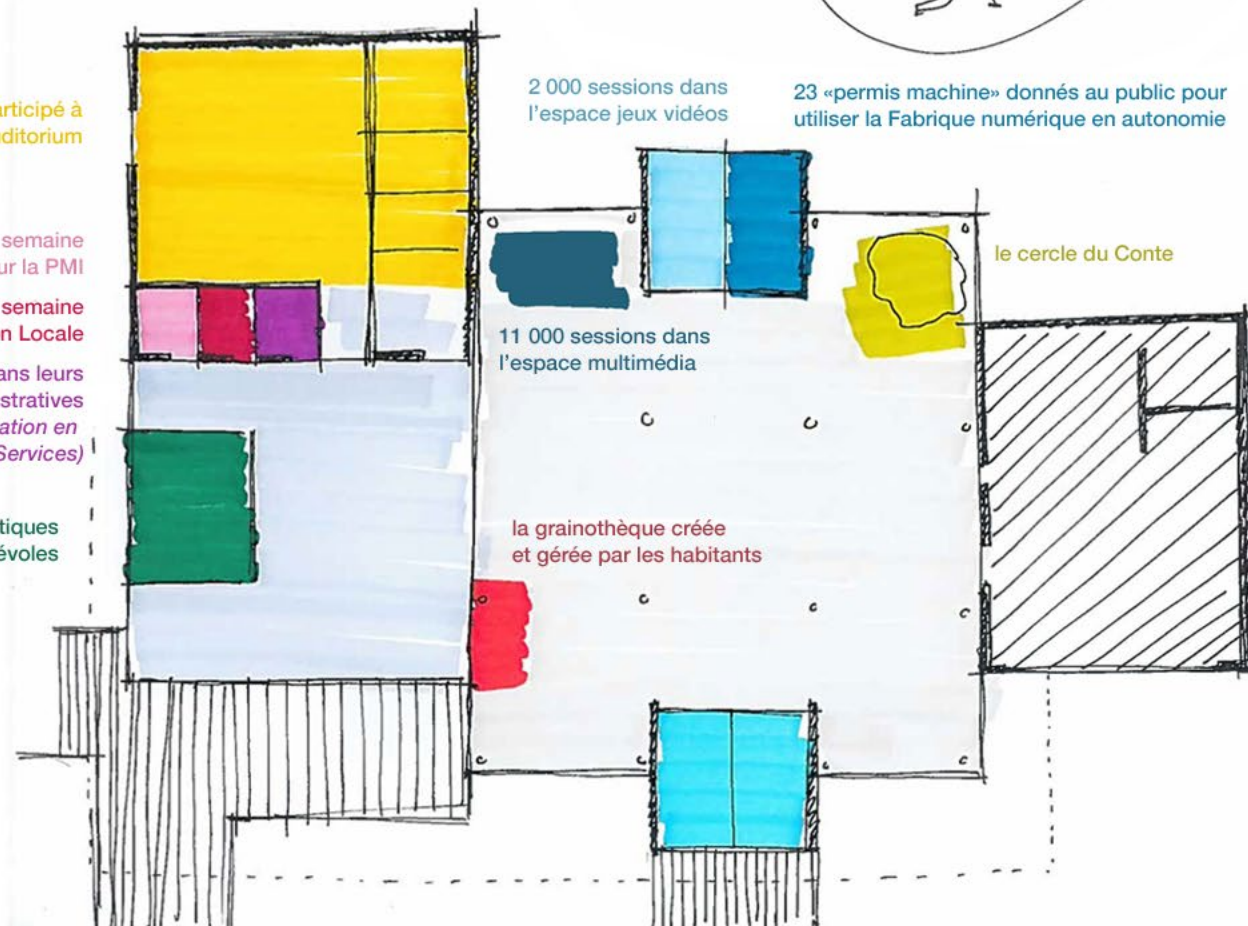 2 000 sessions dans
l'espace jeux vidéos
23 «permis machine» donnés au public pour
utiliser la Fabrique numérique en autonomie
articipé à
uditorium
semaine
ur la PMI
le cercle du Conte
semaine
n Locale
11 000 sessions dans
l'espace multimédia
ans leurs
stratives
ation en
Services)
la grainothèque créée
et gérée par les habitants
tiques
évoles